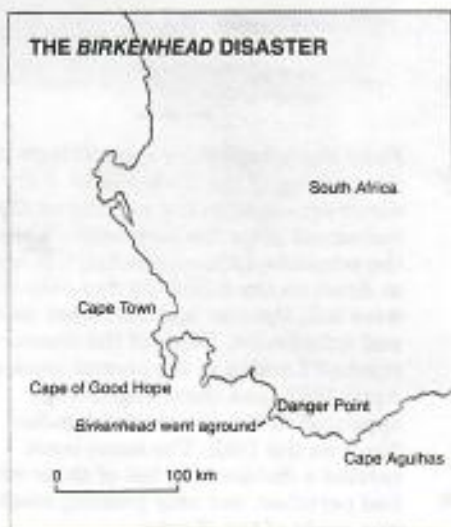 THE BIRKENHEAD DISASTER
South Africa
Cape Town
Cape of Good Hope
Danger Point
Birkenhead went aground
Cape Agulhas
0 100 km